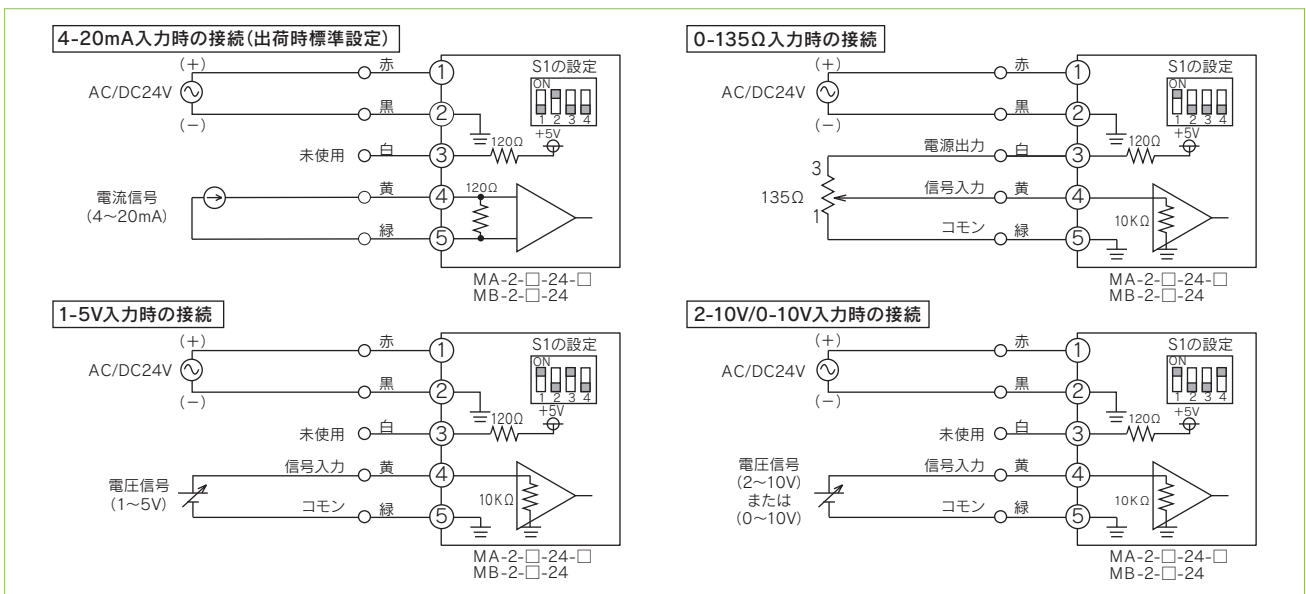 4-20mA入力時の接続(出荷時標準設定)
(+)
赤
①
S1の設定
ON
1 2 3 4
AC/DC24V
黒
②
(−)
+5V
120Ω
未使用
白
③
黄
④
120Ω
電流信号
(4〜20mA)
緑
⑤
MA-2-□-24-□
MB-2-□-24
0-135Ω入力時の接続
(+)
赤
①
S1の設定
ON
1 2 3 4
AC/DC24V
黒
②
(−)
+5V
120Ω
電源出力
白
③
3
135Ω
信号入力
黄
④
1
10KΩ
コモン
緑
⑤
MA-2-□-24-□
MB-2-□-24
1-5V入力時の接続
(+)
赤
①
S1の設定
ON
1 2 3 4
AC/DC24V
黒
②
(−)
+5V
120Ω
未使用
白
③
信号入力
黄
④
電圧信号
(1〜5V)
10KΩ
コモン
緑
⑤
MA-2-□-24-□
MB-2-□-24
2-10V/0-10V入力時の接続
(+)
赤
①
S1の設定
ON
1 2 3 4
AC/DC24V
黒
②
(−)
+5V
120Ω
未使用
白
③
信号入力
黄
④
電圧信号
(2〜10V)
または
(0〜10V)
10KΩ
コモン
緑
⑤
MA-2-□-24-□
MB-2-□-24